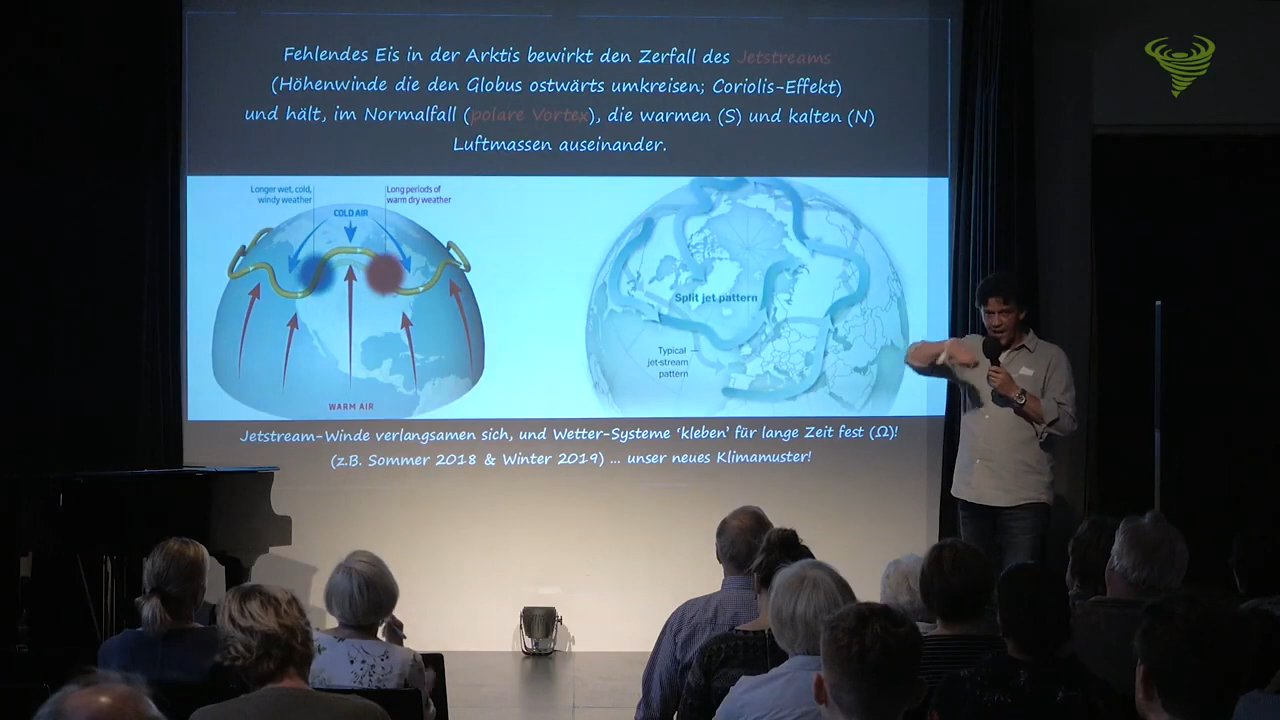 Fehlendes Eis in der Arktis bewirkt den Zerfall des Jetstreams
(Höhenwinde die den Globus ostwärts umkreisen; Coriolis-Effekt)
und hält, im Normalfall (polare Vortex), die warmen (S) und kalten (N)
Luftmassen auseinander.
Longer wet, cold,
windy weather
Long periods of
warm dry weather
COLD AIR
WARM AIR
Split jet pattern
Typical
jet-stream
pattern
Jetstream-Winde verlangsamen sich, und Wetter-Systeme ‘kleben’ für lange Zeit fest (Ω)!
(z.B. Sommer 2018 & Winter 2019) ... unser neues Klimamuster!